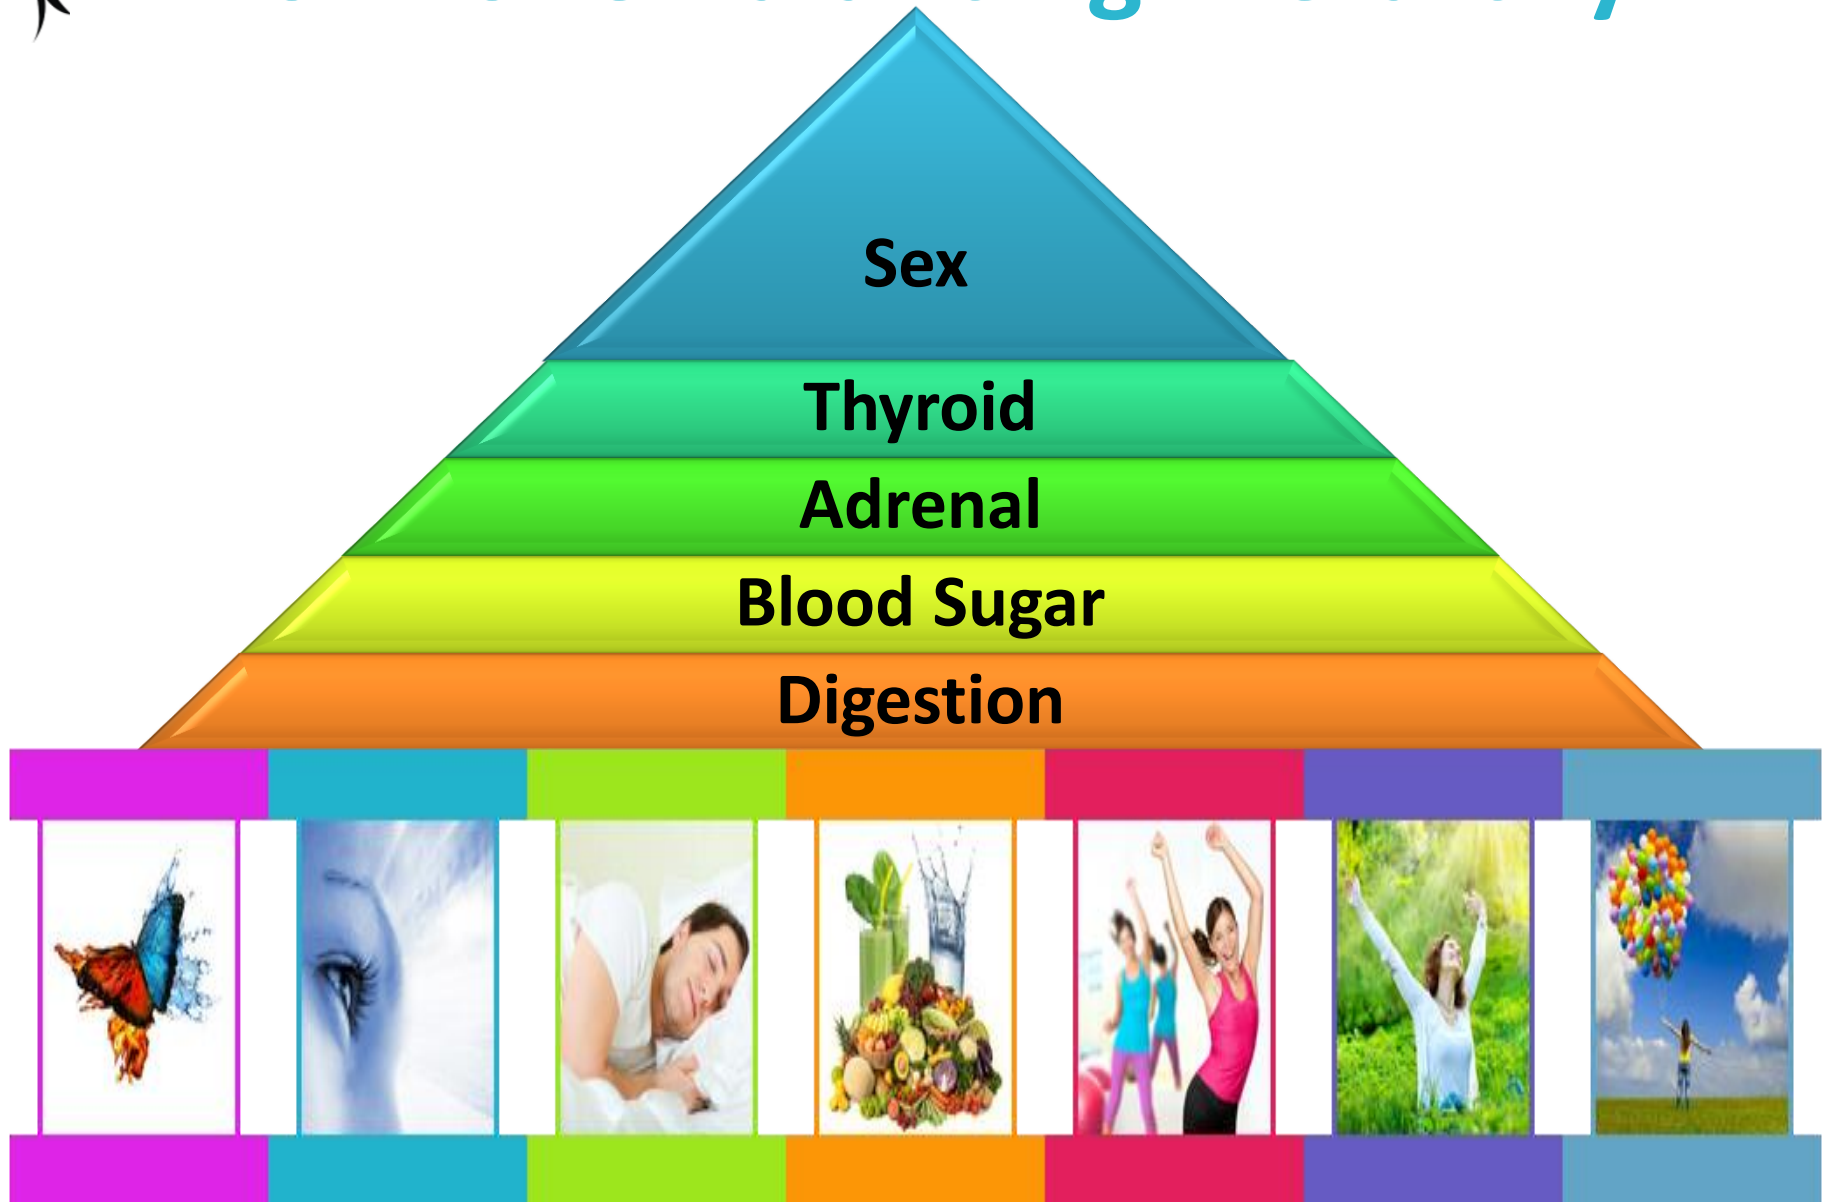 Sex
Thyroid
Adrenal
Blood Sugar
Digestion